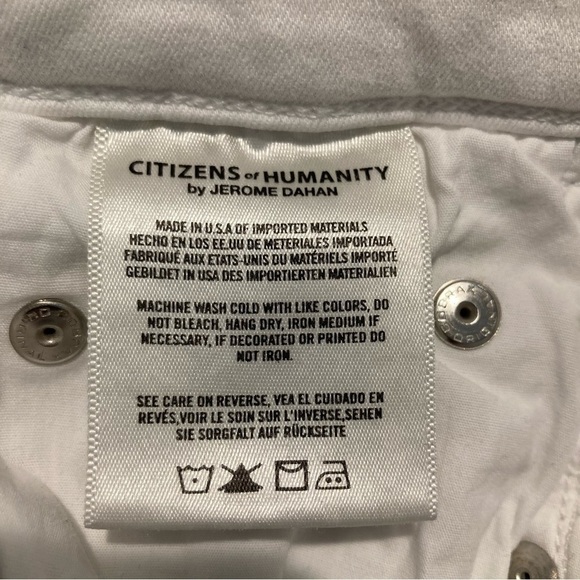 CITIZENS of HUMANITY
by JEROME DAHAN
MADE IN U.S.A OF IMPORTED MATERIALS
HECHO EN LOS EE.UU DE METERIALES IMPORTADA
FABRIQUÉ AUX ETATS-UNIS DU MATÉRIELS IMPORTÉ
GEBILDET IN USA DES IMPORTIERTEN MATERIALIEN
MACHINE WASH COLD WITH LIKE COLORS, DO
NOT BLEACH, HANG DRY, IRON MEDIUM IF
NECESSARY, IF DECORATED OR PRINTED DO
NOT IRON.
SEE CARE ON REVERSE, VEA EL CUIDADO EN
REVÉS,VOIR LE SOIN SUR L'INVERSE,SEHEN
SIE SORGFALT AUF RÜCKSEITE